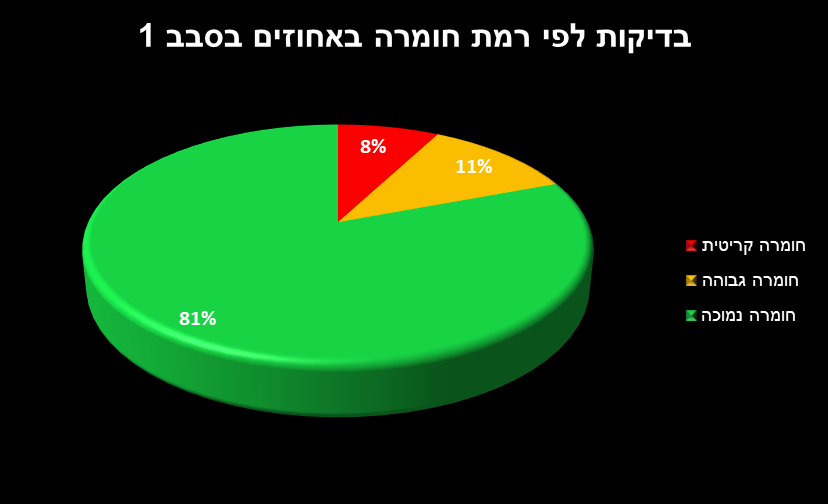 בדיקות לפי רמת חומרה באחוזים בסבב 1
8%
11%
81%
חומרה קריטית
חומרה גבוהה
חומרה נמוכה